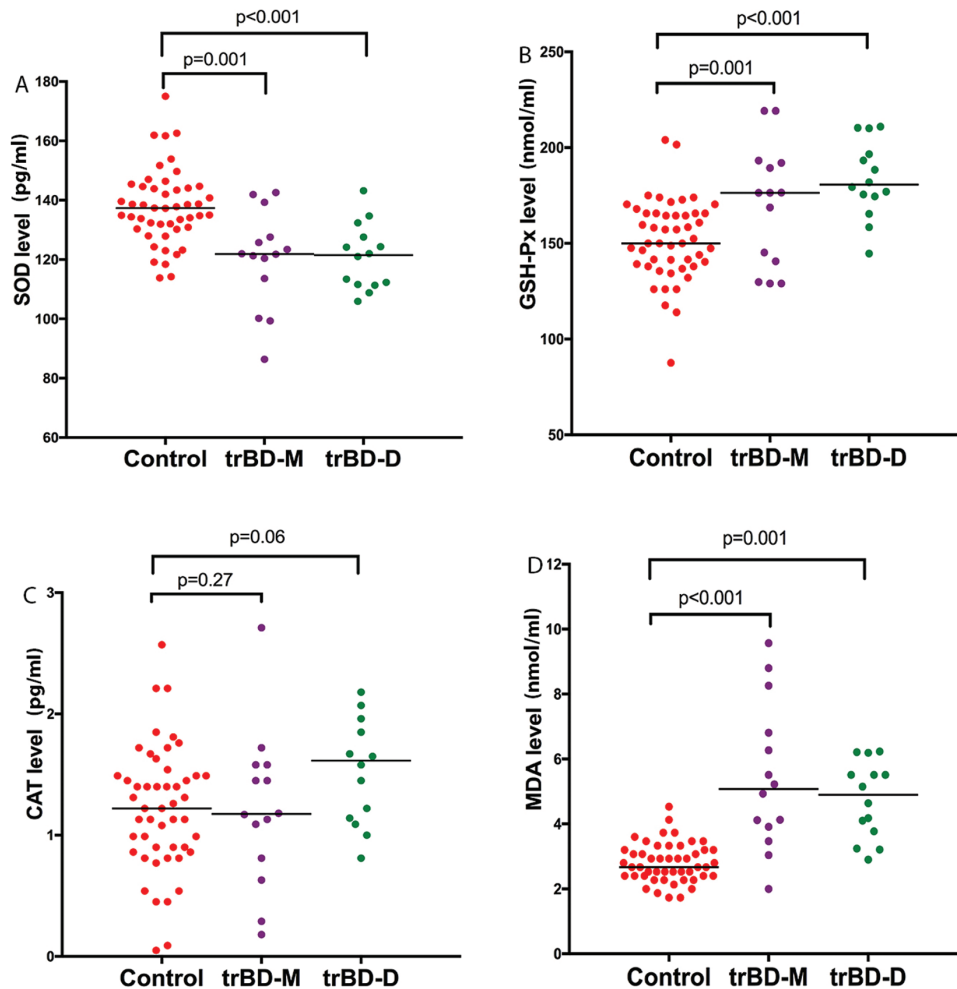 A
p<0.001
p=0.001
SOD level (pg/ml)
180
160
140
120
100
80
60
Control trBD-M trBD-D
B
p<0.001
p=0.001
GSH-Px level (nmol/ml)
250
200
150
100
50
Control trBD-M trBD-D
C
p=0.06
p=0.27
CAT level (pg/ml)
3
2
1
0
Control trBD-M trBD-D
D
p=0.001
p<0.001
MDA level (nmol/ml)
12
10
8
6
4
2
0
Control trBD-M trBD-D